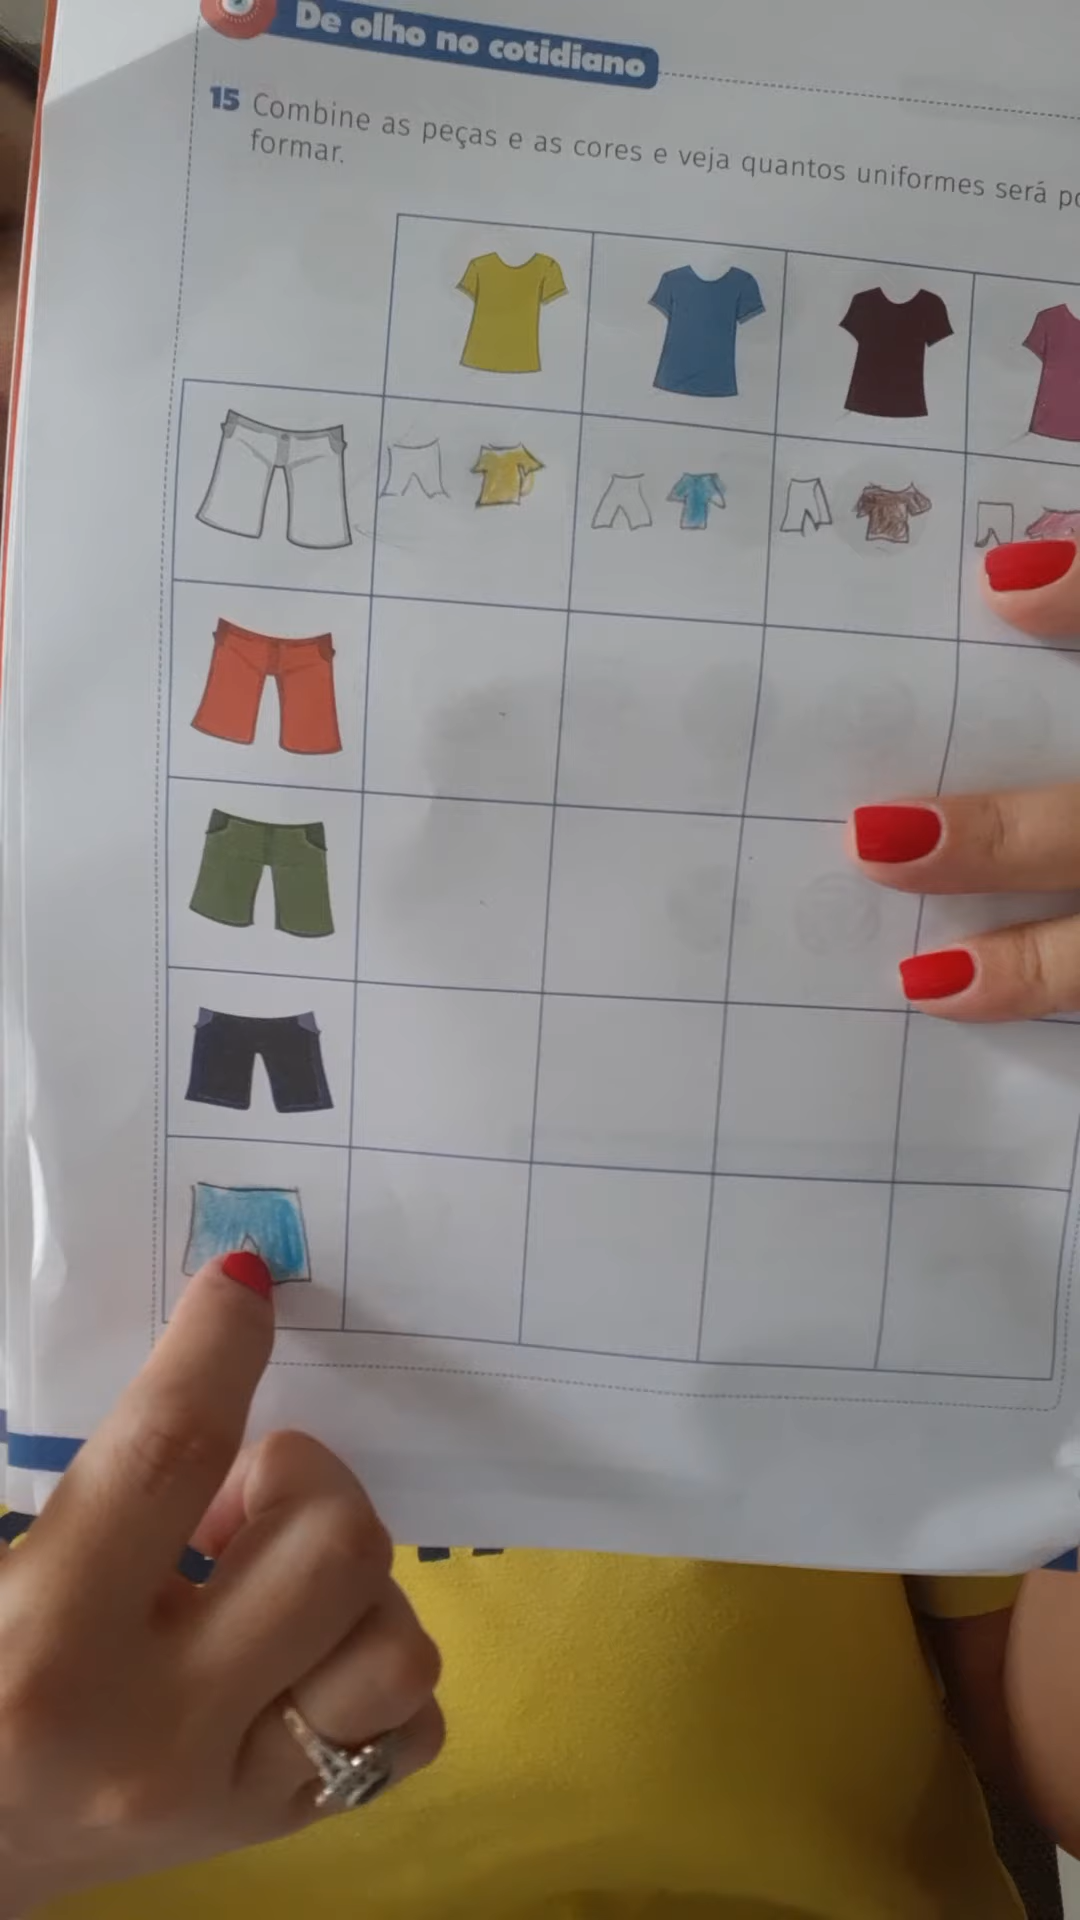 De olho no cotidiano
15 Combine as peças e as cores e veja quantos uniformes será
formar.